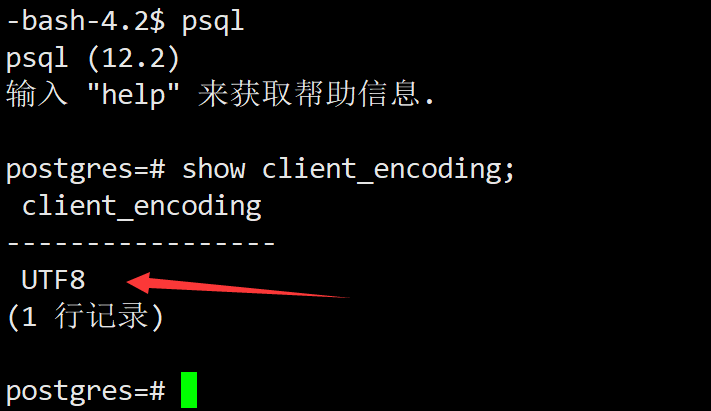 -bash-4.2$ psql
psql (12.2)
输入 "help" 来获取帮助信息.
postgres=# show client_encoding;
client_encoding
-----------------
UTF8
(1 行记录)
postgres=#